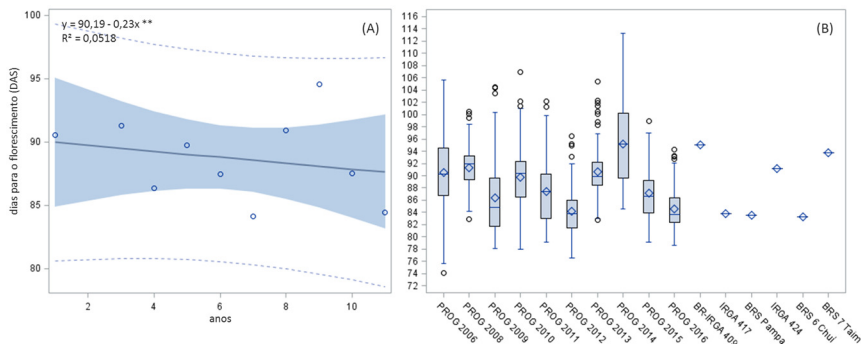 y = 90,19 - 0,23x **
R² = 0,0518
(A)
dias para o florescimento (DAS)
100
95
90
85
80
2
4
6
8
10
anos
(B)
116
114
112
110
108
106
104
102
100
98
96
94
92
90
88
86
84
82
80
78
76
74
72
PROG 2006
PROG 2008
PROG 2009
PROG 2010
PROG 2011
PROG 2012
PROG 2013
PROG 2014
PROG 2015
PROG 2016
BR-IRGA 409
IRGA 417
BRS Pampa
IRGA 424
BRS 6 Chuí
BRS 7 Taim